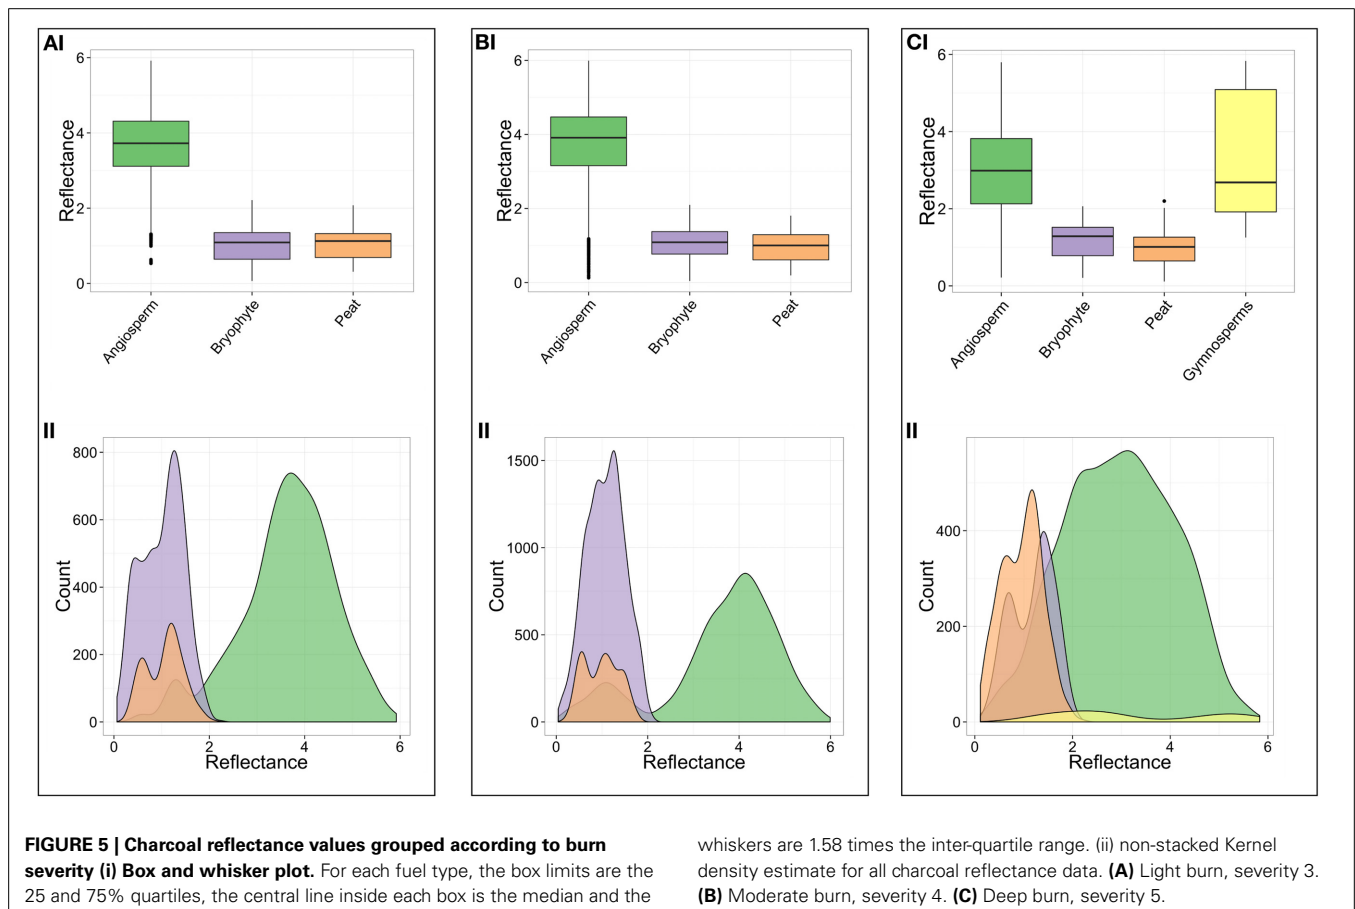 AI
6
4
2
0
Reflectance
Angiosperm
Bryophyte
Peat
II
800
600
400
200
0
Count
0 2 4 6
Reflectance
BI
6
4
2
0
Reflectance
Angiosperm
Bryophyte
Peat
II
1500
1000
500
0
Count
0 2 4 6
Reflectance
CI
6
4
2
0
Reflectance
Angiosperm
Bryophyte
Peat
Gymnosperms
II
400
200
0
Count
0 2 4 6
Reflectance
FIGURE 5 | Charcoal reflectance values grouped according to burn
severity (i) Box and whisker plot. For each fuel type, the box limits are the
25 and 75% quartiles, the central line inside each box is the median and the
whiskers are 1.58 times the inter-quartile range. (ii) non-stacked Kernel
density estimate for all charcoal reflectance data. (A) Light burn, severity 3.
(B) Moderate burn, severity 4. (C) Deep burn, severity 5.